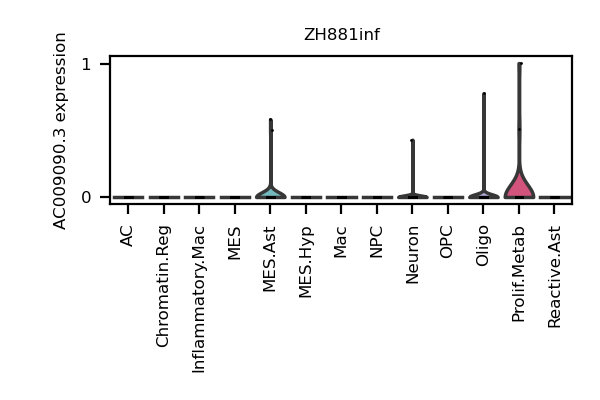 ZH881inf
AC009090.3 expression
1
0
AC
Chromatin.Reg
Inflammatory.Mac
MES
MES.Ast
MES.Hyp
Mac
NPC
Neuron
OPC
Oligo
Prolif.Metab
Reactive.Ast